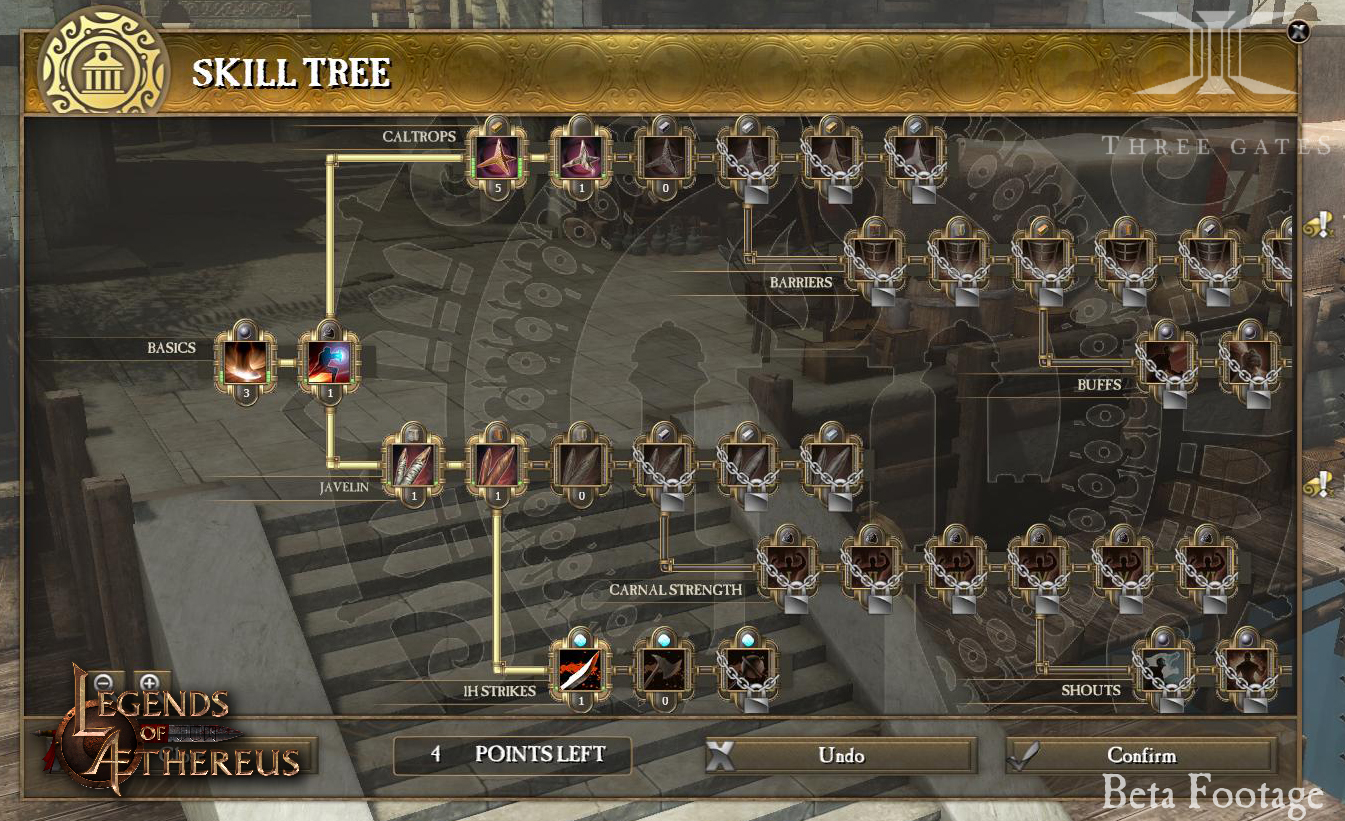 SKILL TREE
THREE GATES
CALTROPS
5
1
0
BARRIERS
BASICS
3
1
BUFFS
JAVELIN
1
1
0
CARNAL STRENGTH
1H STRIKES
1
0
SHOUTS
LEGENDS
OF
ÆTHEREUS
4 POINTS LEFT
Undo
Confirm
Beta Footage